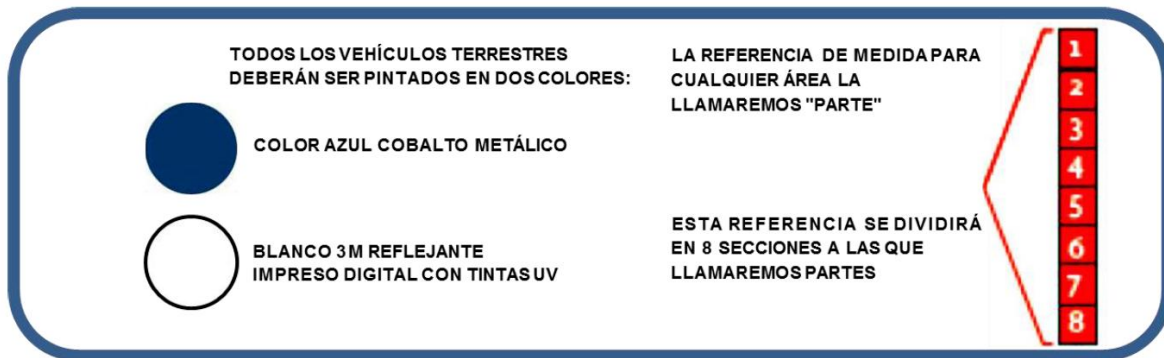 TODOS LOS VEHÍCULOS TERRESTRES
DEBERÁN SER PINTADOS EN DOS COLORES:
COLOR AZUL COBALTO METÁLICO
BLANCO 3M REFLEJANTE
IMPRESO DIGITAL CON TINTAS UV
LA REFERENCIA DE MEDIDA PARA
CUALQUIER ÁREA LA
LLAMAREMOS "PARTE"
ESTA REFERENCIA SE DIVIDIRÁ
EN 8 SECCIONES A LAS QUE
LLAMAREMOS PARTES
1
2
3
4
5
6
7
8